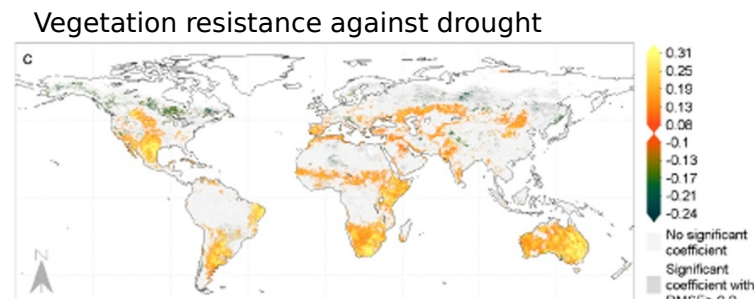 Vegetation resistance against drought
c
0.31
0.25
0.19
0.13
0.08
-0.1
-0.13
-0.17
-0.21
-0.24
N
No significant
coefficient
Significant
coefficient with